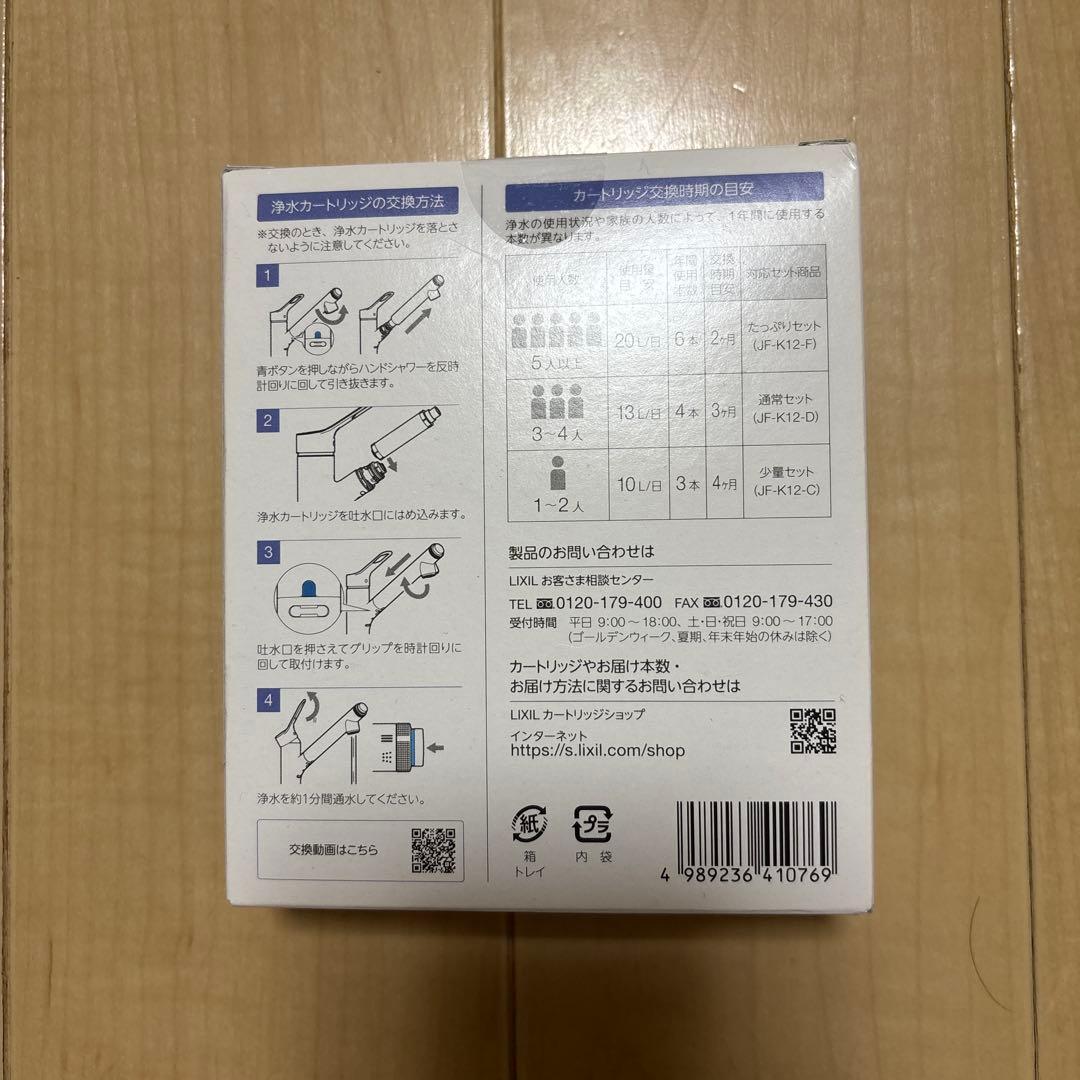 浄水カートリッジの交換方法
※交換のとき、浄水カートリッジを落とさ
ないように注意してください。
1
青ボタンを押しながらハンドシャワーを反時
計回りに回して引き抜きます。
2
浄水カートリッジを吐水口にはめ込みます。
3
吐水口を押さえてグリップを時計回りに
回して取付けます。
4
浄水を約1分間通水してください。
交換動画はこちら
カートリッジ交換時期の目安
浄水の使用状況や家族の人数によって、1年間に使用する
本数が異なります。
使用人数 使用量目安 年間使用本数 交換時期目安 対応セット商品
5人以上 20L/日 6本 2ヶ月 たっぷりセット
(JF-K12-F)
3～4人 13L/日 4本 3ヶ月 通常セット
(JF-K12-D)
1～2人 10L/日 3本 4ヶ月 少量セット
(JF-K12-C)
製品のお問い合わせは
LIXIL お客さま相談センター
TEL 0120-179-400 FAX 0120-179-430
受付時間 平日 9:00～18:00、土・日・祝日 9:00～17:00
(ゴールデンウィーク、夏期、年末年始の休みは除く)
カートリッジやお届け本数・
お届け方法に関するお問い合わせは
LIXIL カートリッジショップ
インターネット
https://s.lixil.com/shop
紙
箱
トレイ
プラ
内袋
4 989236 410769